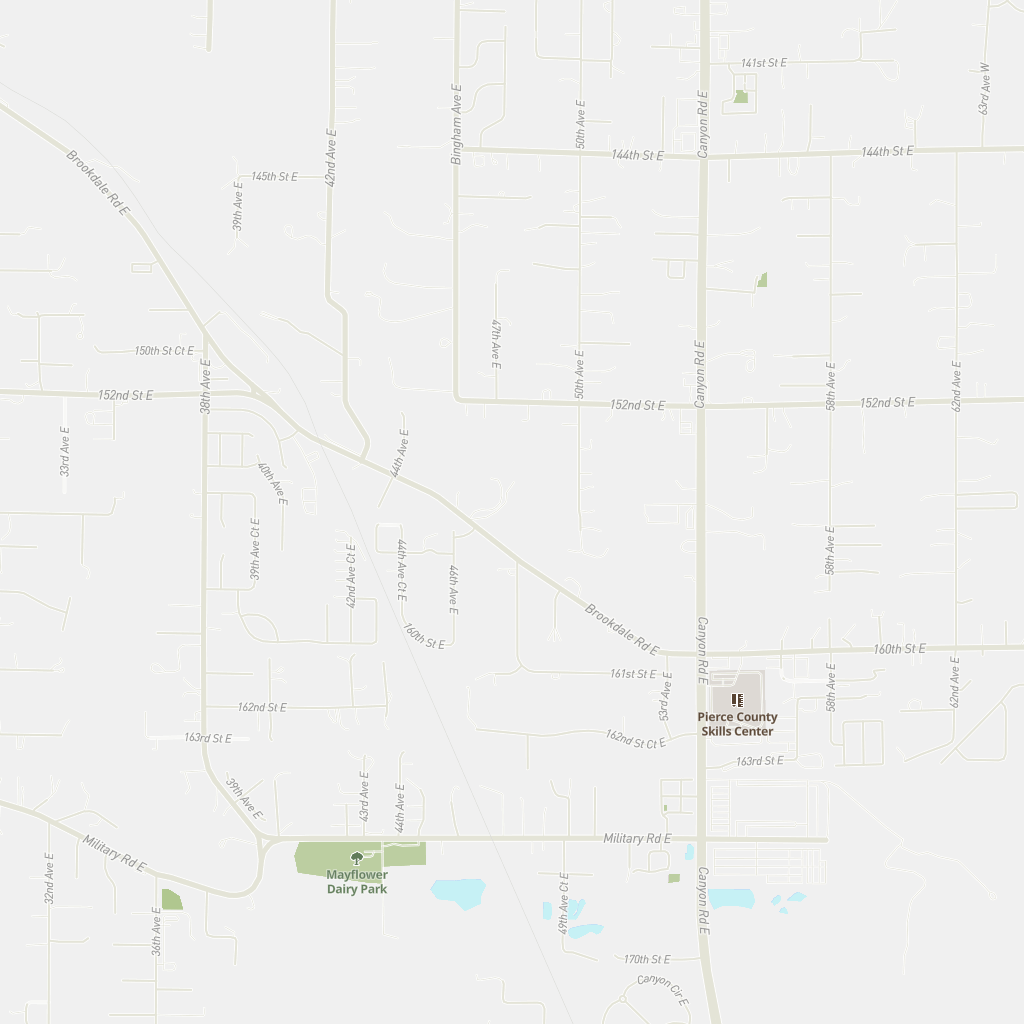 141st St E
63rd Ave W
Bingham Ave E
50th Ave E
Canyon Rd E
42nd Ave E
144th St E
144th St E
Brookdale Rd E
145th St E
39th Ave E
47th Ave E
150th St Ct E
38th Ave E
50th Ave E
Canyon Rd E
58th Ave E
62nd Ave E
152nd St E
152nd St E
152nd St E
33rd Ave E
44th Ave E
40th Ave E
39th Ave Ct E
42nd Ave Ct E
44th Ave Ct E
46th Ave E
58th Ave E
160th St E
Brookdale Rd E
Canyon Rd E
160th St E
161st St E
53rd Ave E
58th Ave E
62nd Ave E
162nd St E
Pierce County
Skills Center
163rd St E
162nd St Ct E
163rd St E
39th Ave E
43rd Ave E
44th Ave E
Military Rd E
Military Rd E
32nd Ave E
Mayflower
Dairy Park
36th Ave E
49th Ave Ct E
Canyon Rd E
170th St E
Canyon Cir E